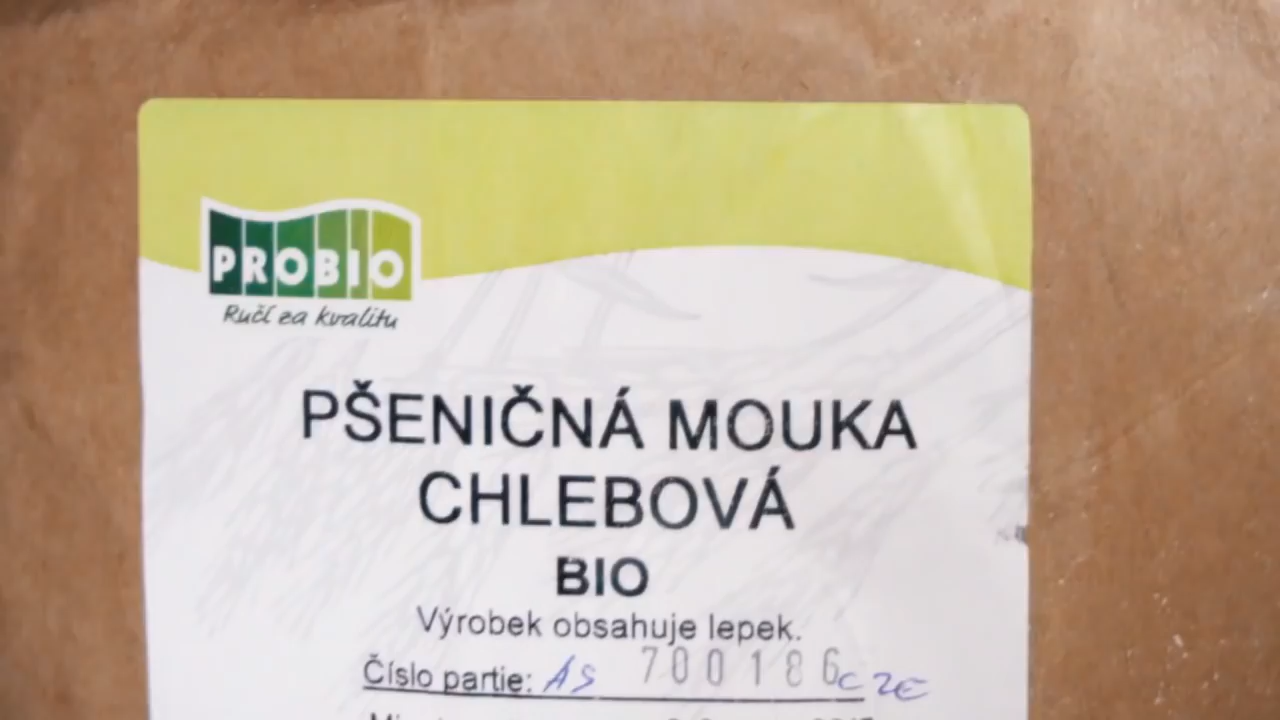 PROBIO
Ručí za kvalitu
PŠENIČNÁ MOUKA
CHLEBOVÁ
BIO
Výrobek obsahuje lepek.
Číslo partie: AS 700186 CZE